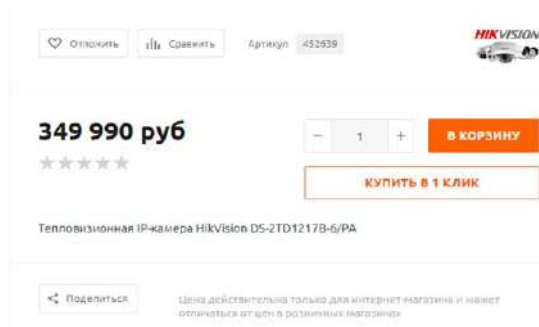 Отложить Сравнить Артикул 452639
HIKVISION
349 990 руб
− 1 + В КОРЗИНУ
КУПИТЬ В 1 КЛИК
Тепловизионная IP-камера HikVision DS-2TD1217B-6/PA
Поделиться
Цена действительна только для интернет-магазина и может
отличаться от цен в розничных магазинах